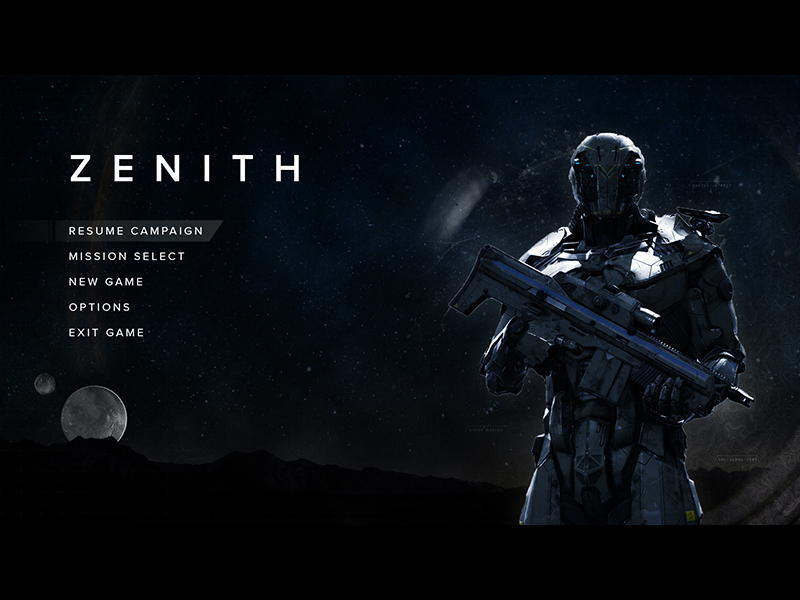 ZENITH
RESUME CAMPAIGN
MISSION SELECT
NEW GAME
OPTIONS
EXIT GAME